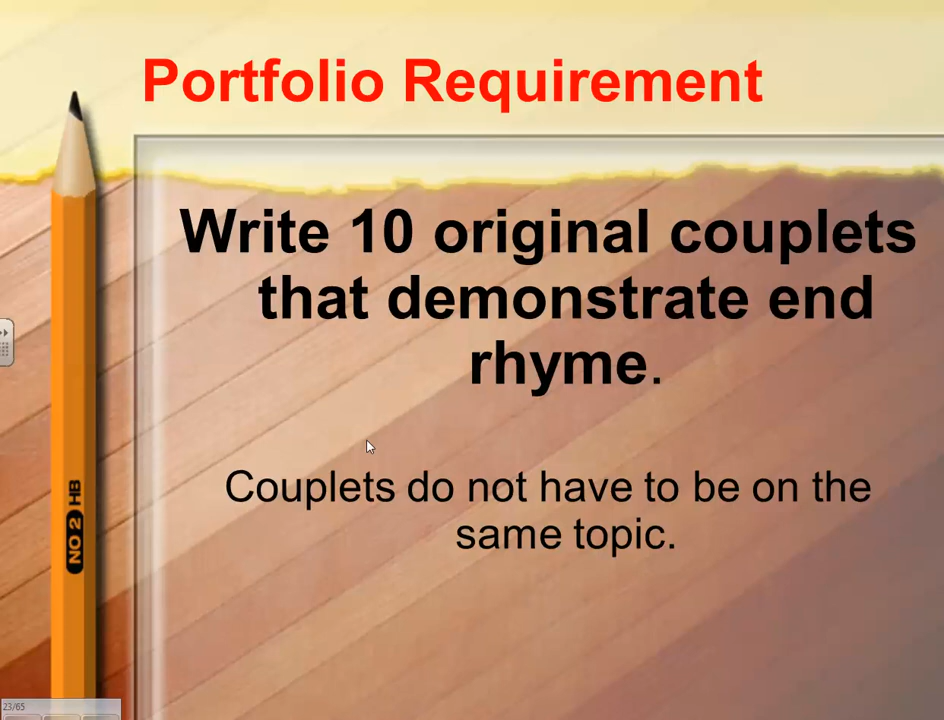 Portfolio Requirement
Write 10 original couplets
that demonstrate end
rhyme.
Couplets do not have to be on the
same topic.
NO 2 HB
23/65